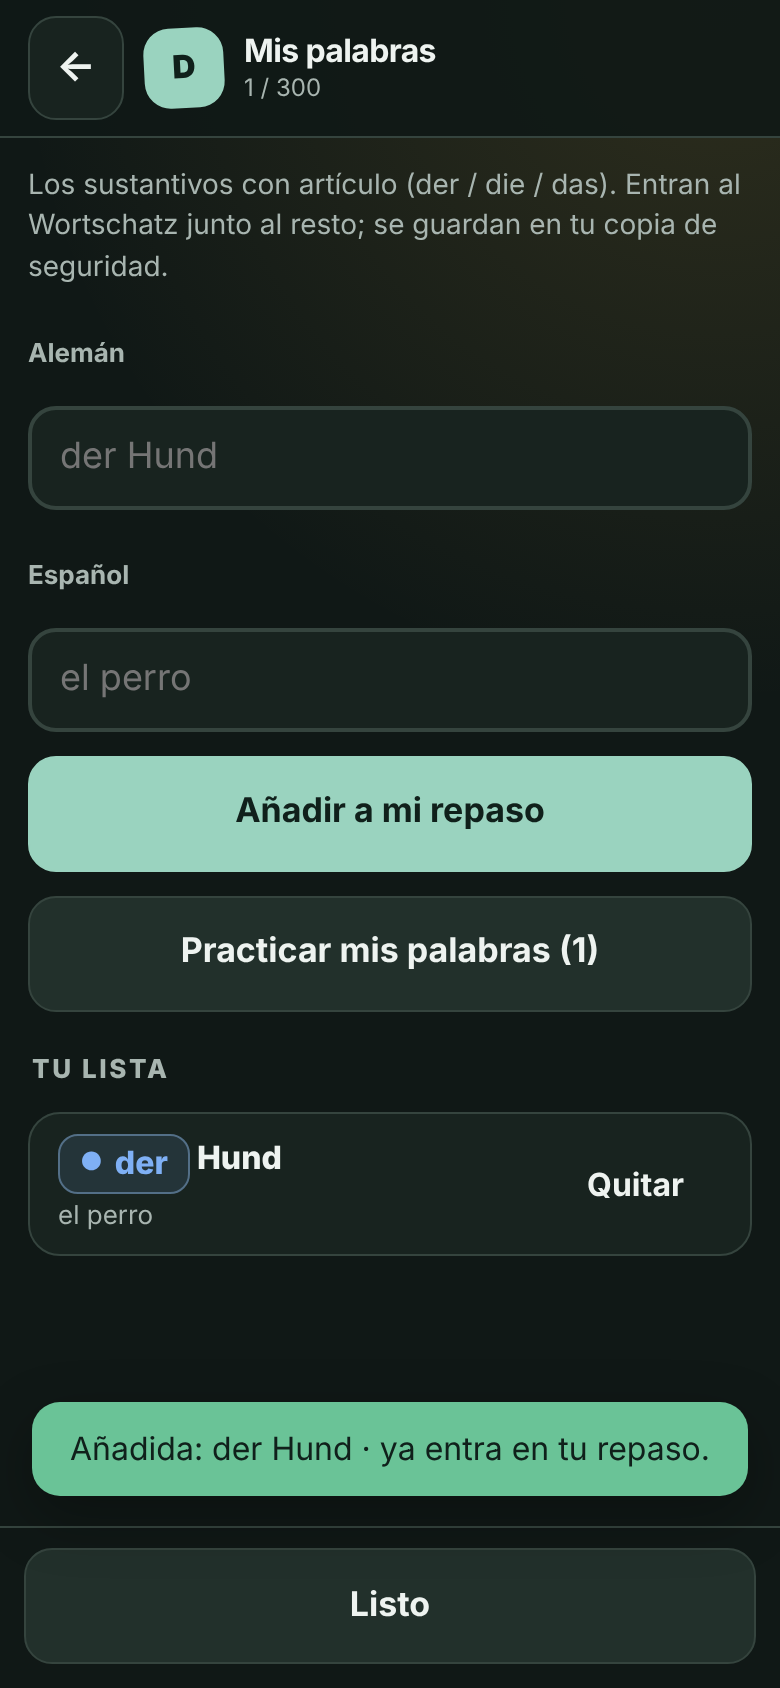 ←
D
Mis palabras
1 / 300
Los sustantivos con artículo (der / die / das). Entran al
Wortschatz junto al resto; se guardan en tu copia de
seguridad.
Alemán
der Hund
Español
el perro
Añadir a mi repaso
Practicar mis palabras (1)
TU LISTA
der Hund
el perro
Quitar
Añadida: der Hund · ya entra en tu repaso.
Listo